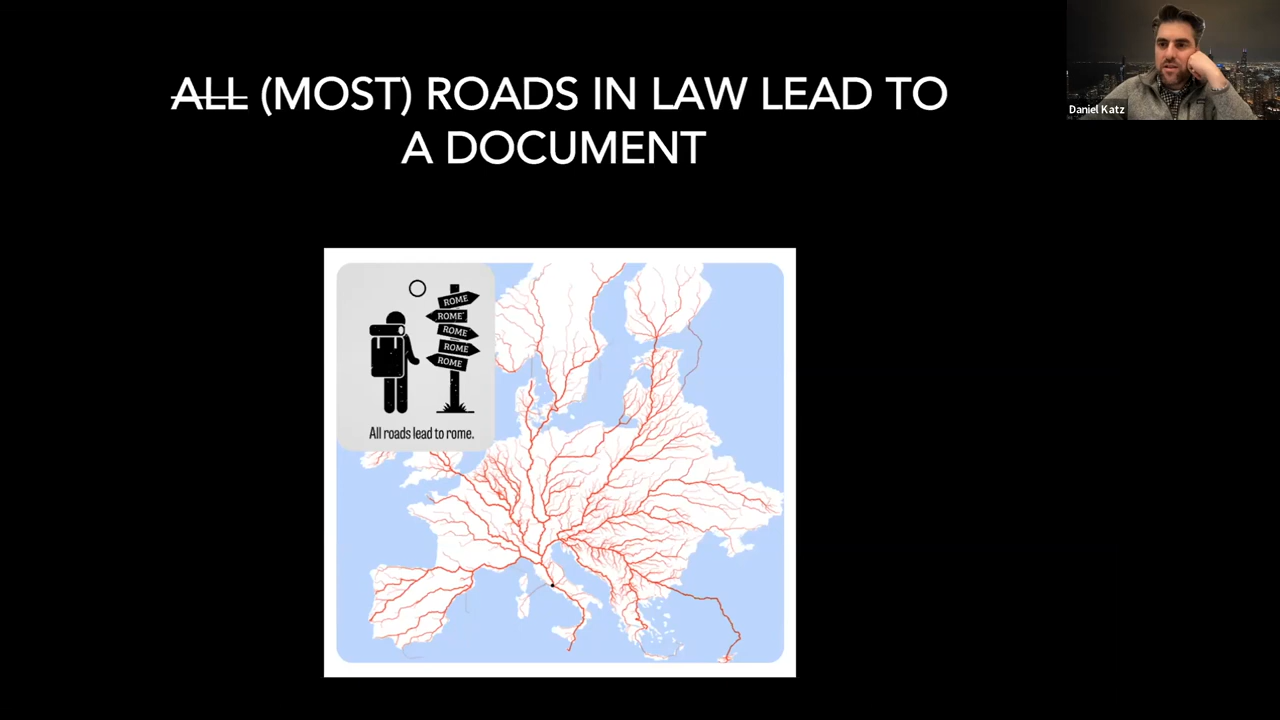 ALL (MOST) ROADS IN LAW LEAD TO
A DOCUMENT
Daniel Katz
ROME
ROME
ROME
ROME
ROME
All roads lead to rome.